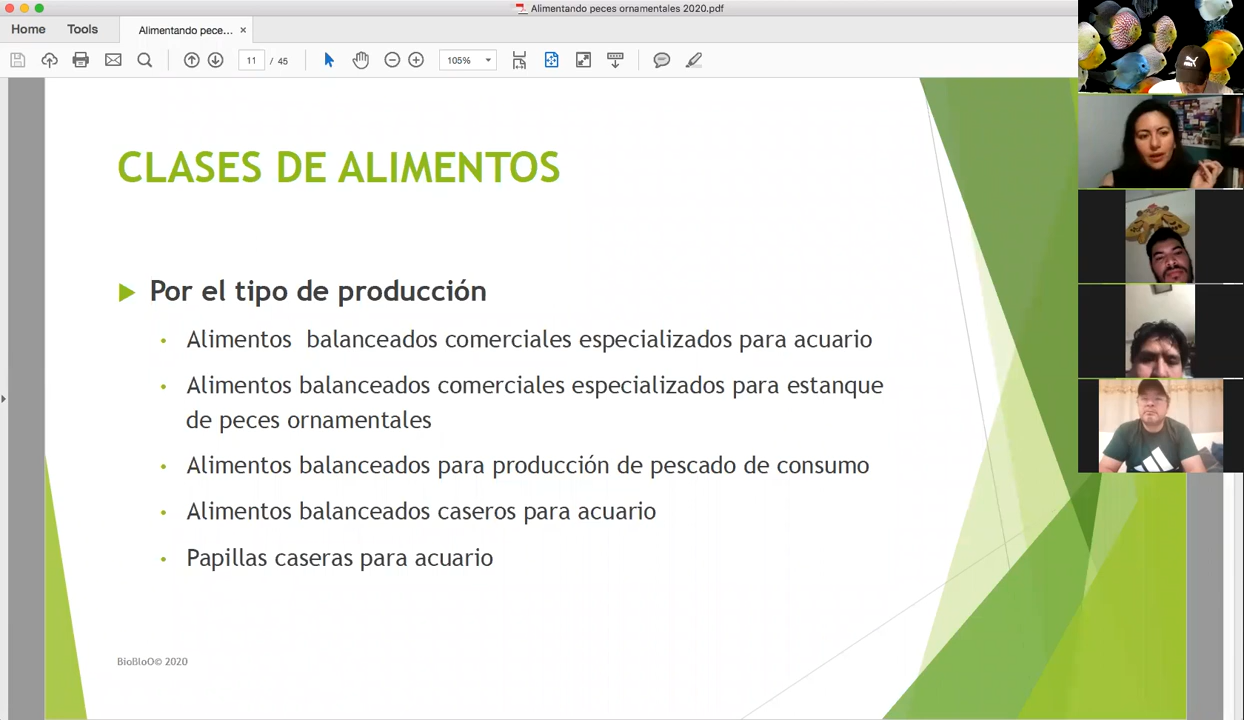 Alimentando peces ornamentales 2020.pdf
Home
Tools
Alimentando pece... ×
11 / 45
105%
CLASES DE ALIMENTOS
Por el tipo de producción
• Alimentos balanceados comerciales especializados para acuario
• Alimentos balanceados comerciales especializados para estanque
de peces ornamentales
• Alimentos balanceados para producción de pescado de consumo
• Alimentos balanceados caseros para acuario
• Papillas caseras para acuario
BioBloO© 2020